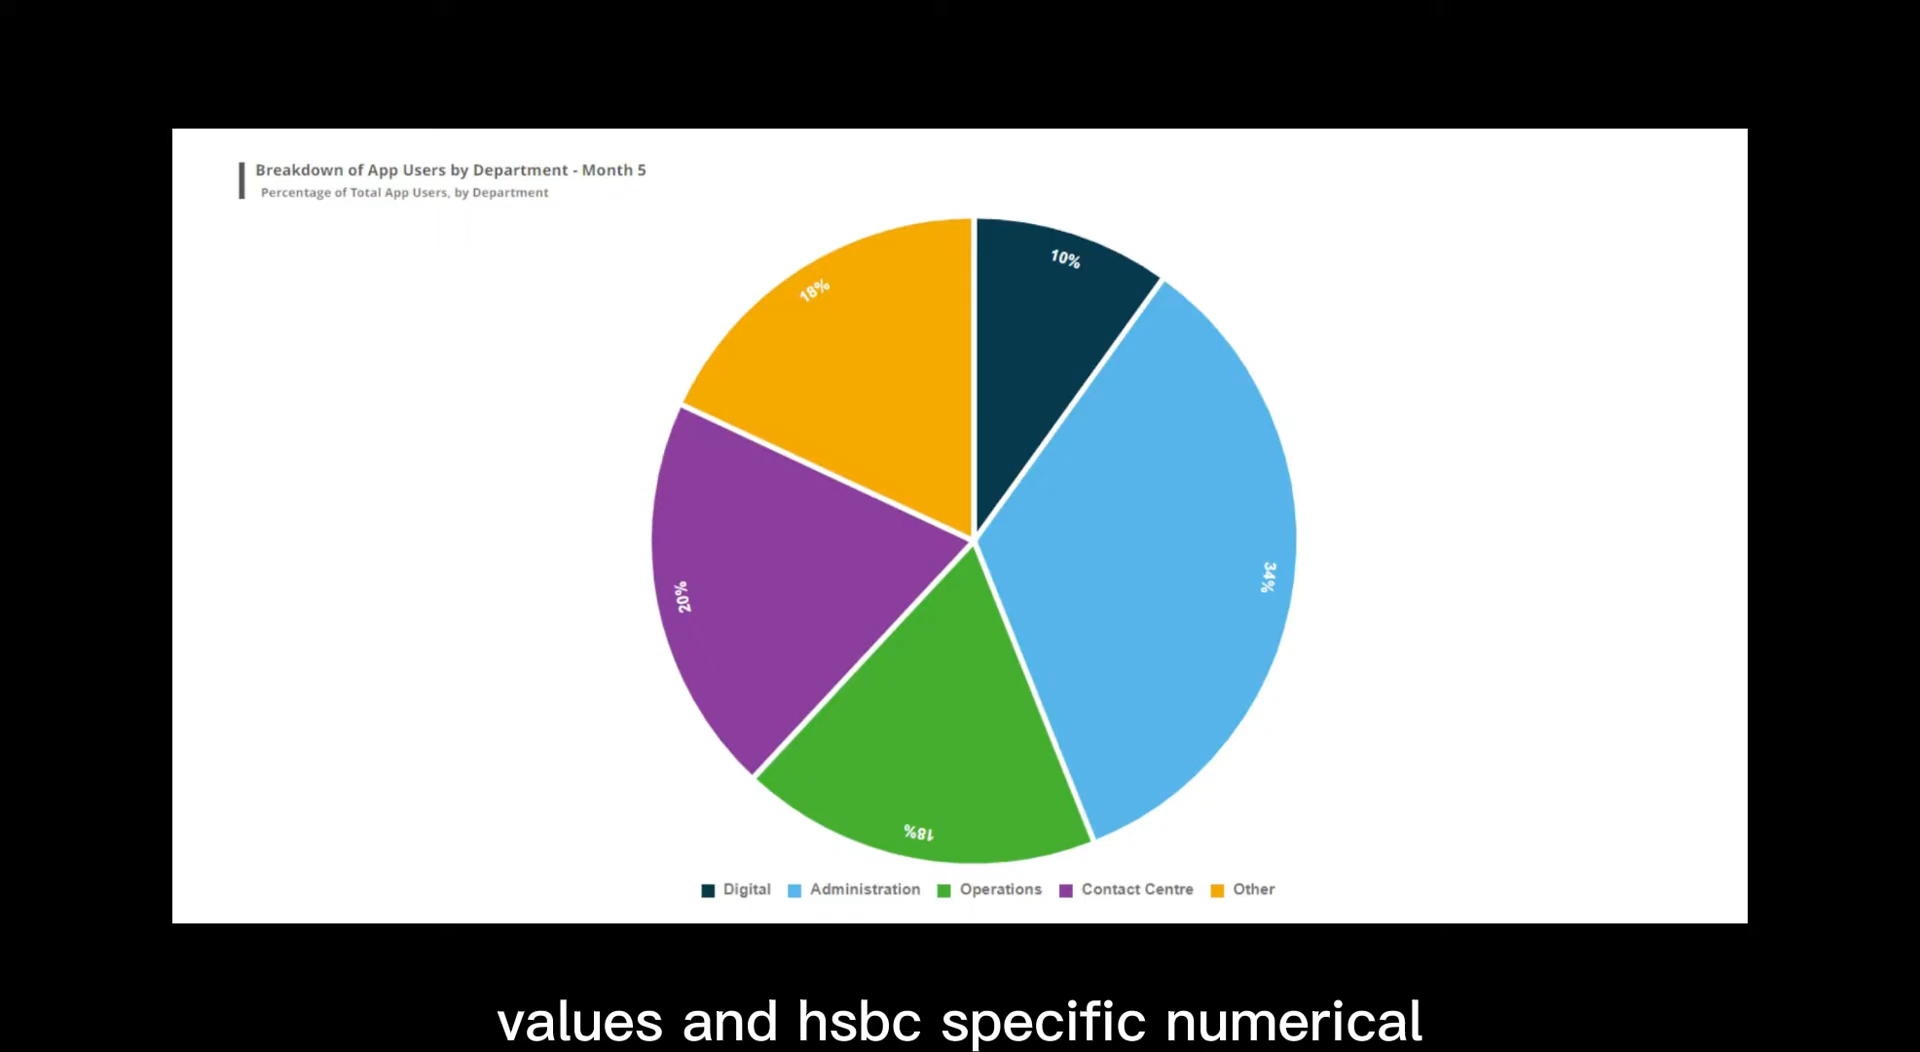 Breakdown of App Users by Department - Month 5
Percentage of Total App Users, by Department
10%
18%
34%
20%
18%
Digital Administration Operations Contact Centre Other
values and hsbc specific numerical